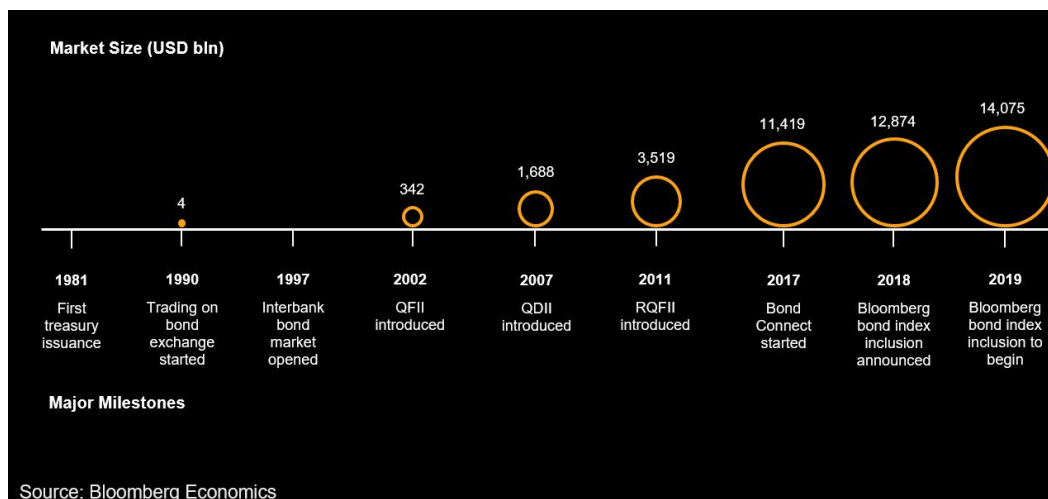 Market Size (USD bln)
4
342
1,688
3,519
11,419
12,874
14,075
1981
1990
1997
2002
2007
2011
2017
2018
2019
First
treasury
issuance
Trading on
bond
exchange
started
Interbank
bond
market
opened
QFII
introduced
QDII
introduced
RQFII
introduced
Bond
Connect
started
Bloomberg
bond index
inclusion
announced
Bloomberg
bond index
inclusion to
begin
Major Milestones
Source: Bloomberg Economics